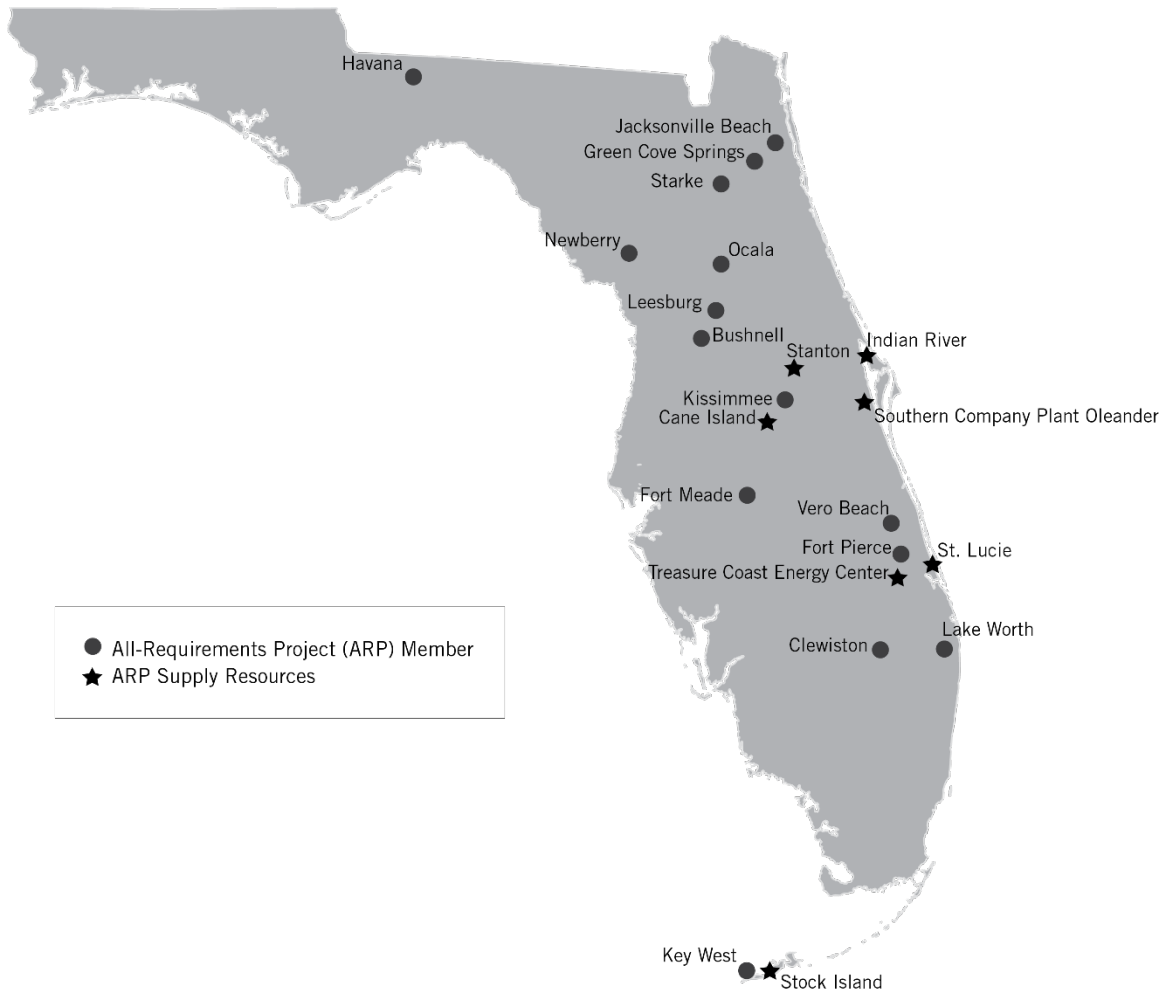 Havana
Jacksonville Beach
Green Cove Springs
Starke
Newberry
Ocala
Leesburg
Bushnell
Stanton
Indian River
Kissimmee
Cane Island
Southern Company Plant Oleander
Fort Meade
Vero Beach
Fort Pierce
St. Lucie
Treasure Coast Energy Center
Lake Worth
Clewiston
All-Requirements Project (ARP) Member
ARP Supply Resources
Key West
Stock Island